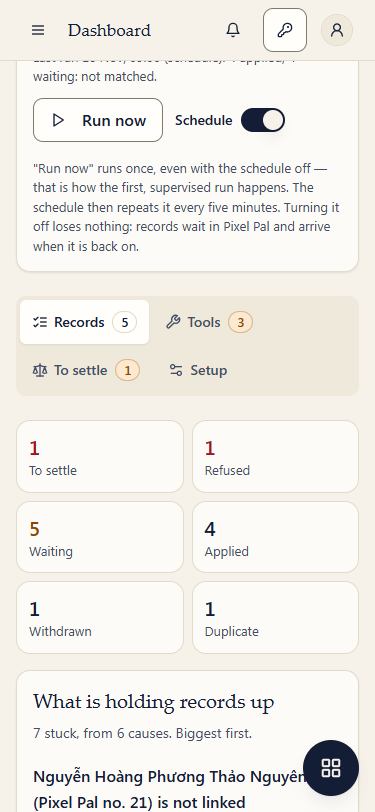 Dashboard
waiting: not matched.
Run now
Schedule
"Run now" runs once, even with the schedule off —
that is how the first, supervised run happens. The
schedule then repeats it every five minutes. Turning it
off loses nothing: records wait in Pixel Pal and arrive
when it is back on.
Records 5
Tools 3
To settle 1
Setup
1
To settle
1
Refused
5
Waiting
4
Applied
1
Withdrawn
1
Duplicate
What is holding records up
7 stuck, from 6 causes. Biggest first.
Nguyễn Hoàng Phương Thảo Nguyên
(Pixel Pal no. 21) is not linked